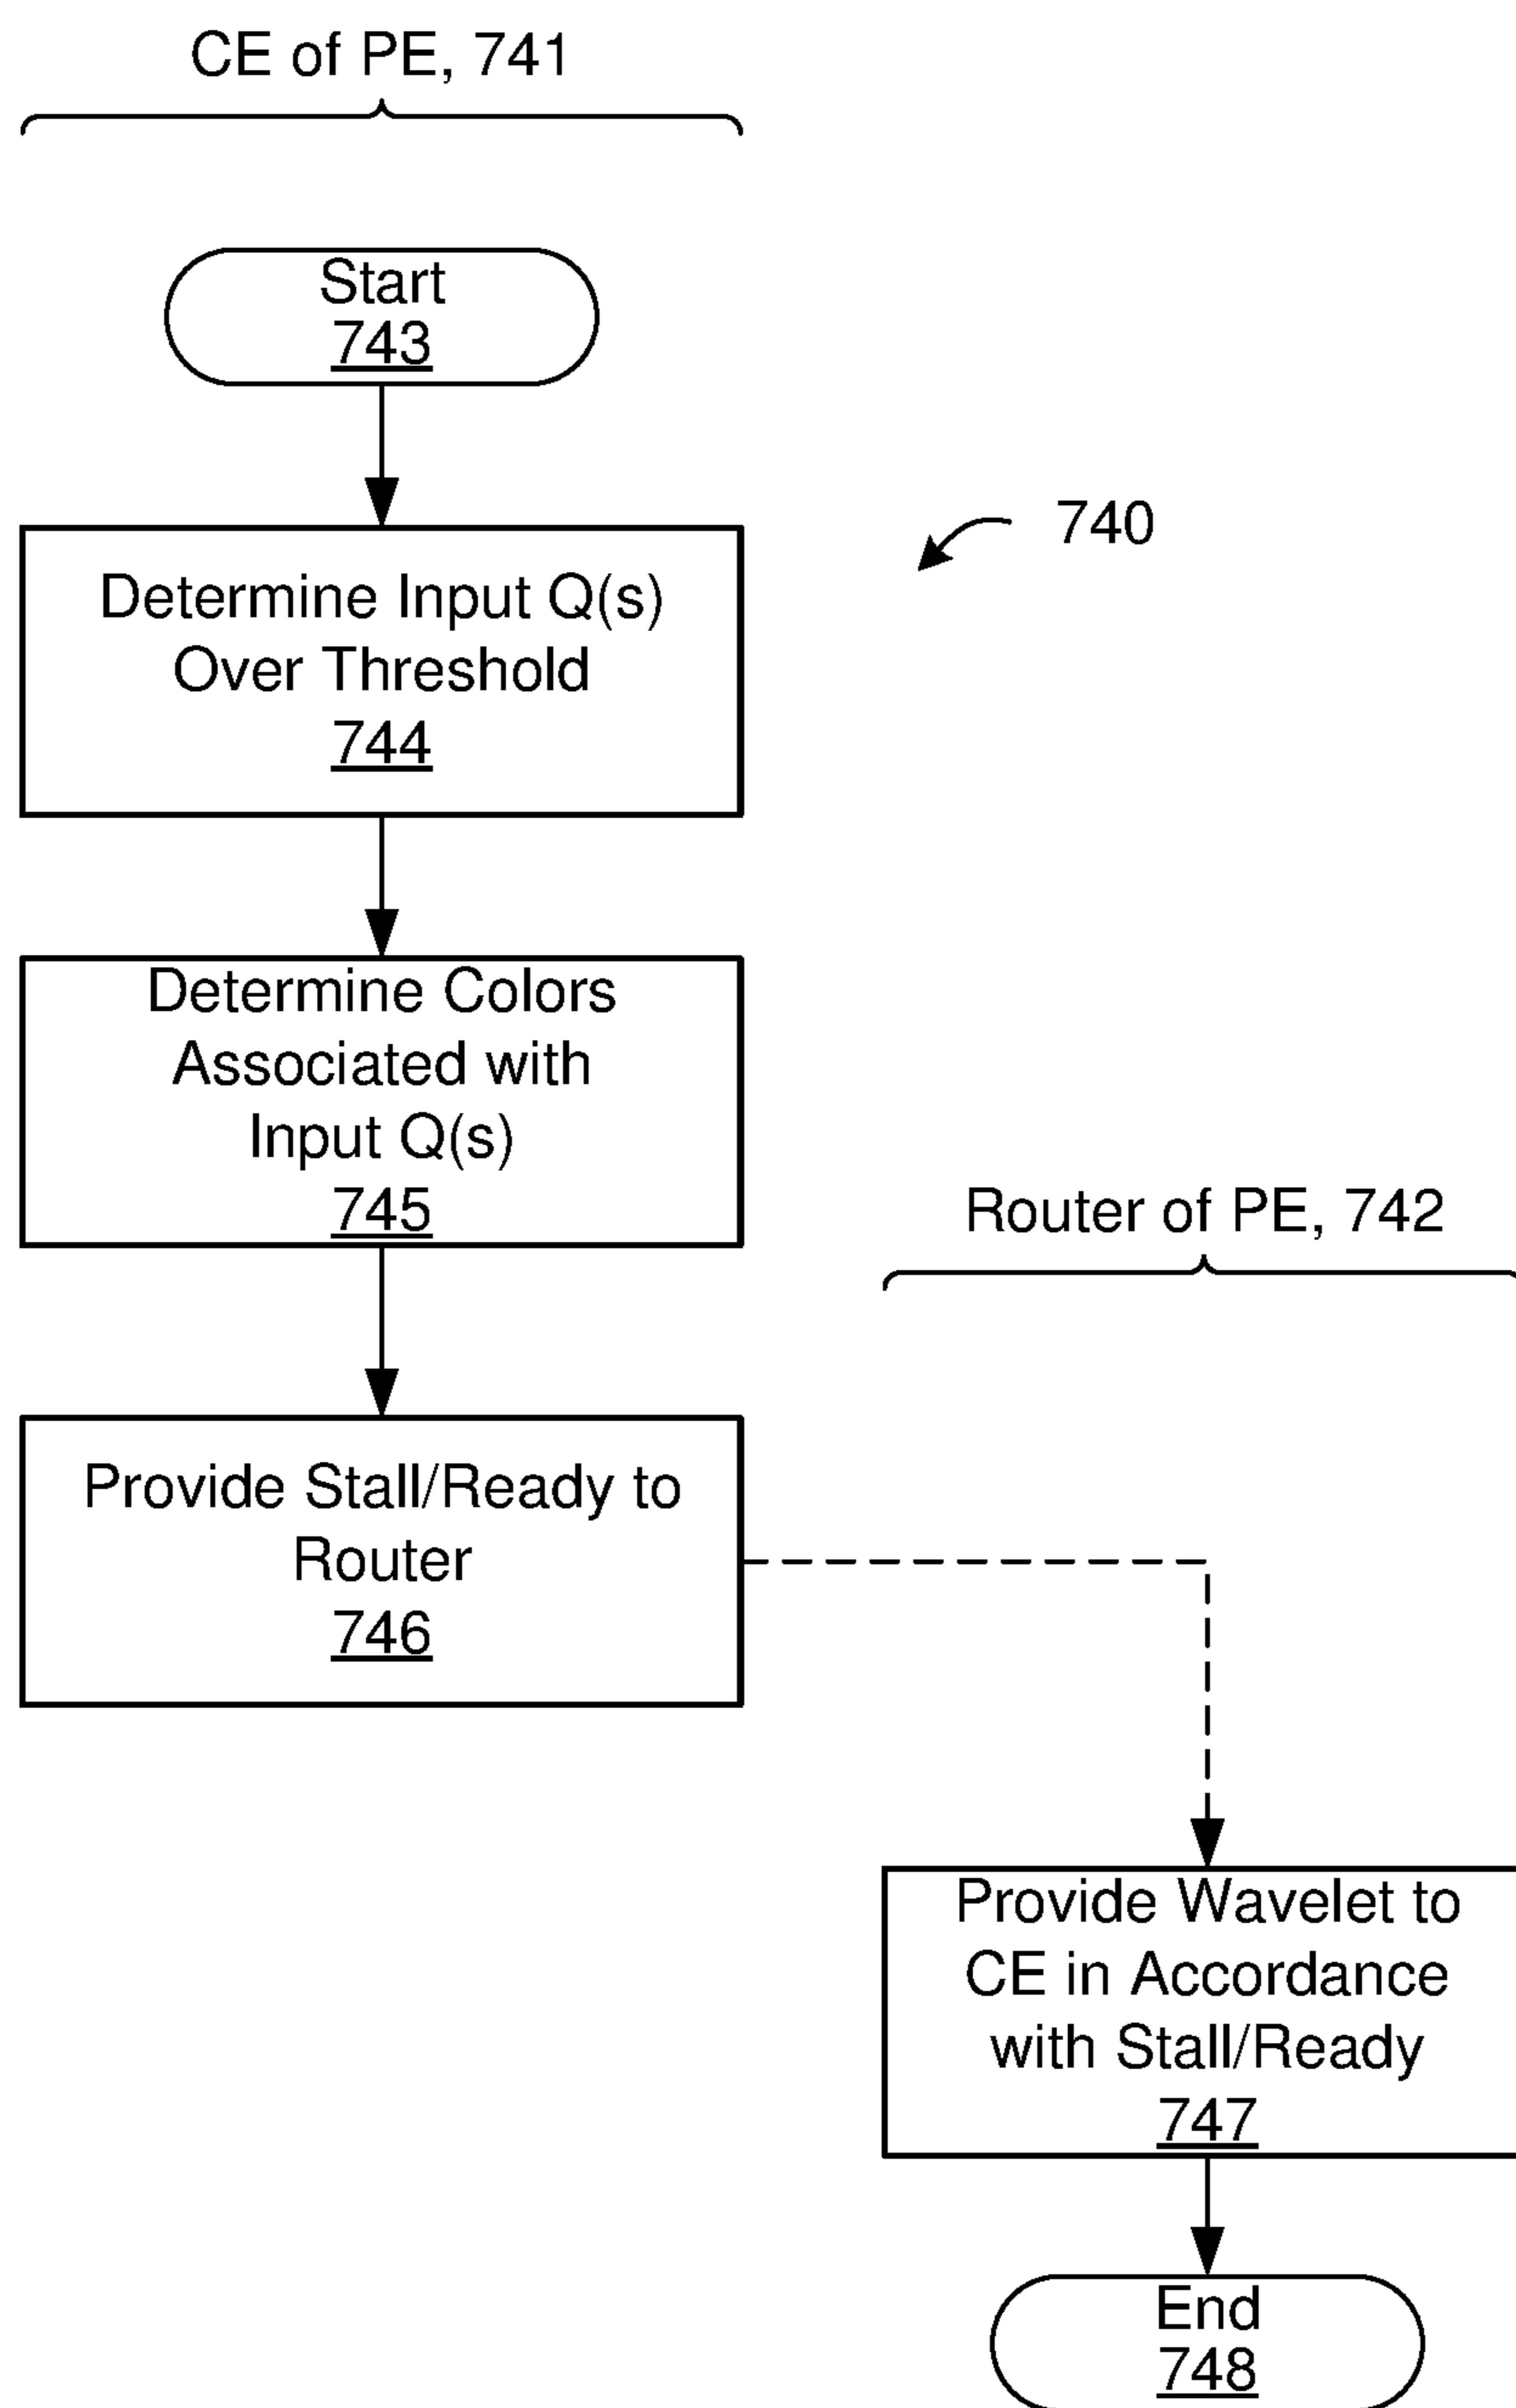 CE of PE, 741
Start
743
740
Determine Input Q(s)
Over Threshold
744
Determine Colors
Associated with
Input Q(s)
745
Router of PE, 742
Provide Stall/Ready to
Router
746
Provide Wavelet to
CE in Accordance
with Stall/Ready
747
End
748